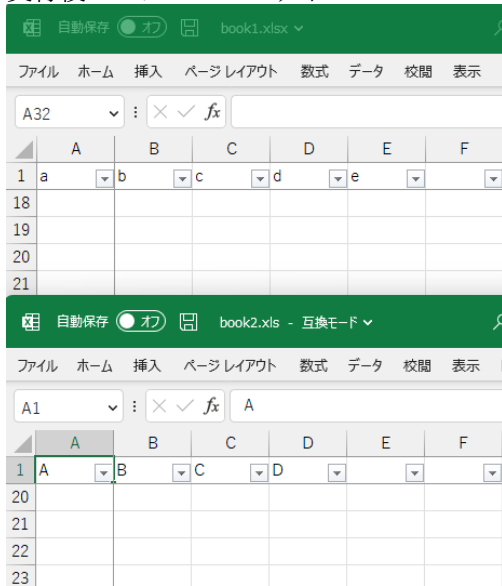 自動保存 オフ book1.xlsx
ファイル ホーム 挿入 ページ レイアウト 数式 データ 校閲 表示
A32 fx
A B C D E F
1 a b c d e
18
19
20
21
自動保存 オフ book2.xls - 互換モード
ファイル ホーム 挿入 ページ レイアウト 数式 データ 校閲 表示
A1 fx A
A B C D E F
1 A B C D
20
21
22
23